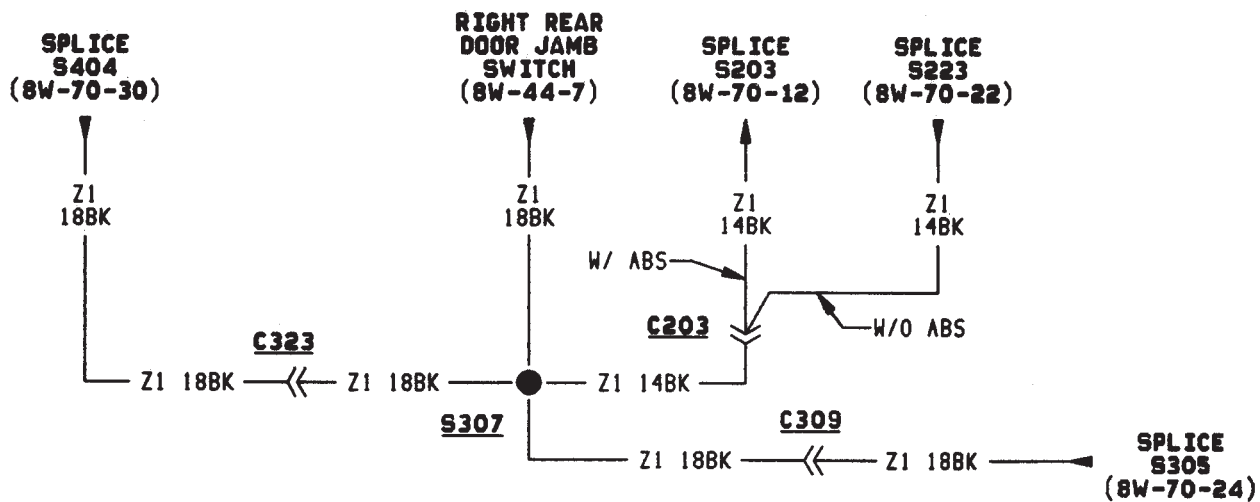 SPLICE
S404
(8W-70-30)
RIGHT REAR
DOOR JAMB
SWITCH
(8W-44-7)
SPLICE
S203
(8W-70-12)
SPLICE
S223
(8W-70-22)
Z1
18BK
Z1
18BK
Z1
14BK
Z1
14BK
W/ ABS
W/O ABS
C203
C323
Z1 18BK
Z1 18BK
Z1 14BK
S307
C309
Z1 18BK
Z1 18BK
SPLICE
S305
(8W-70-24)